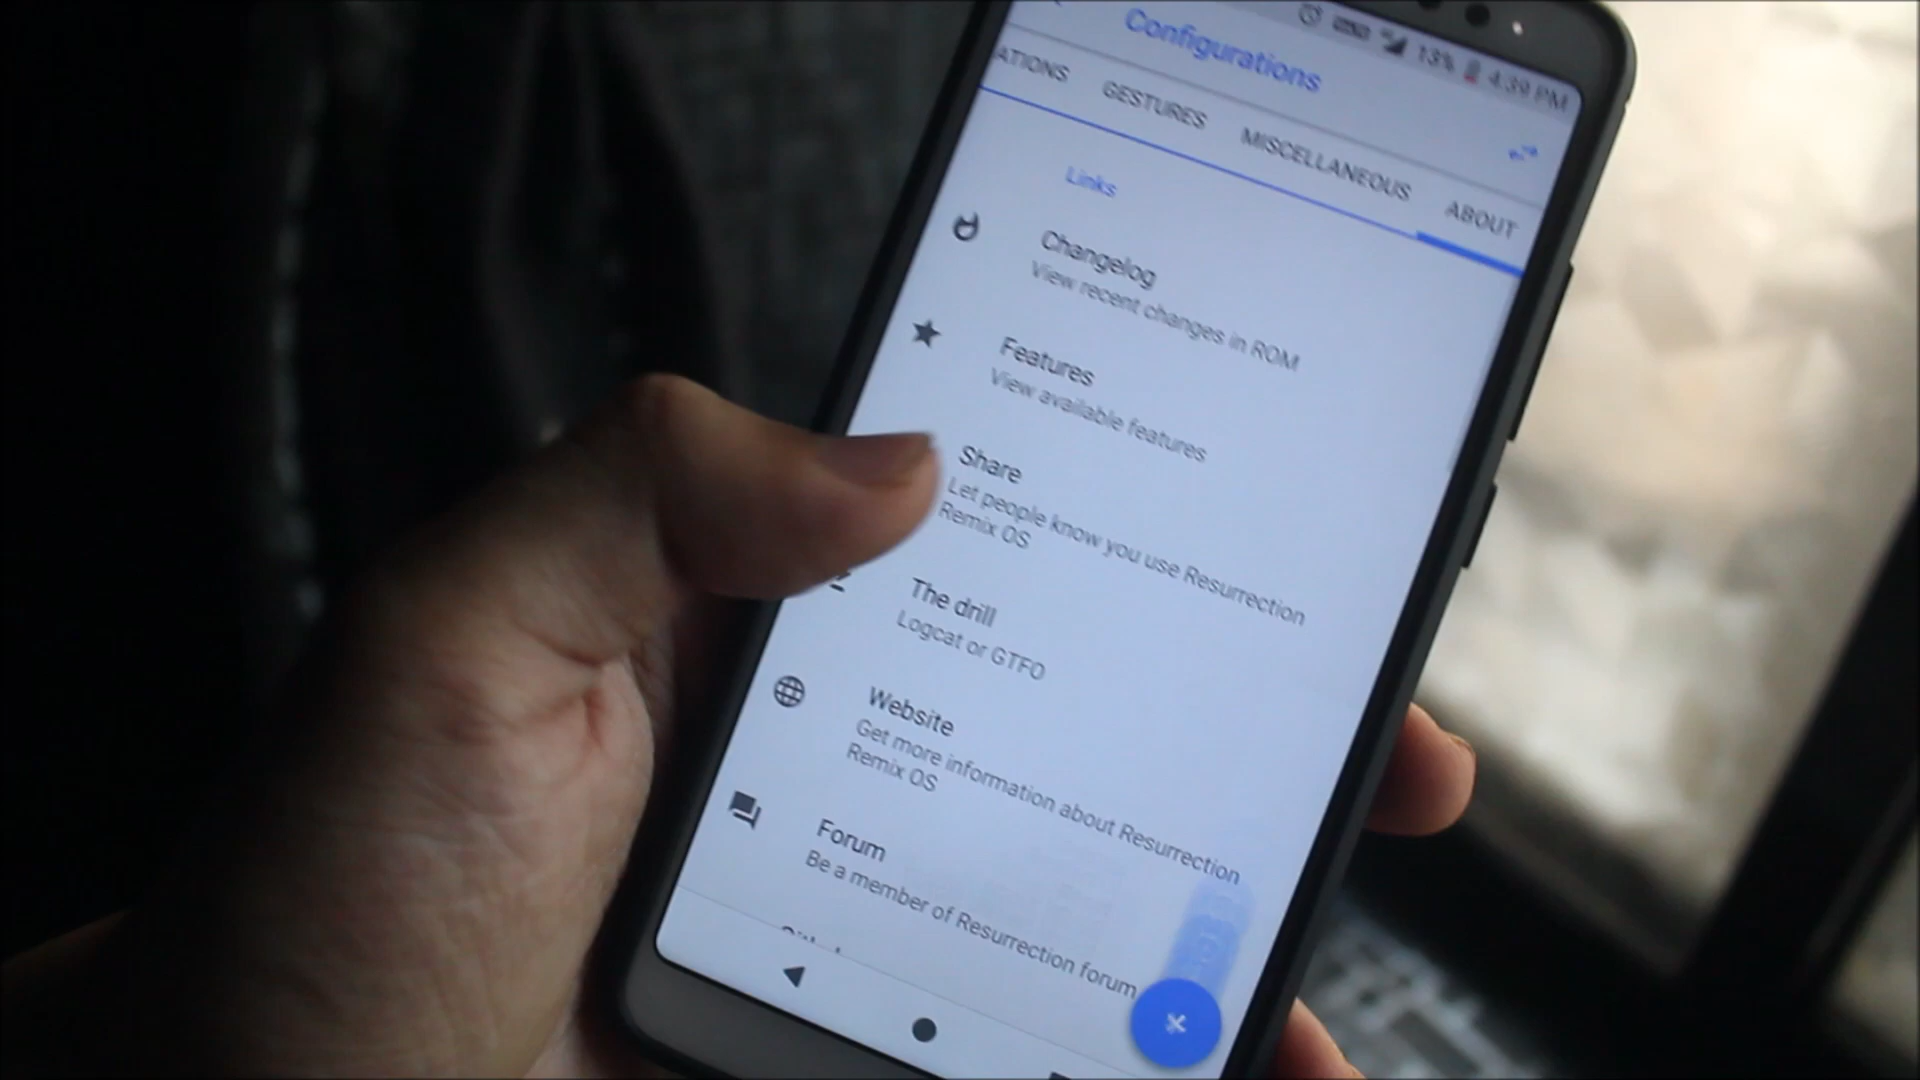 13% 4:39 PM
Configurations
ATIONS GESTURES MISCELLANEOUS ABOUT
Links
Changelog
View recent changes in ROM
Features
View available features
Share
Let people know you use Resurrection
Remix OS
The drill
Logcat or GTFO
Website
Get more information about Resurrection
Remix OS
Forum
Be a member of Resurrection forum